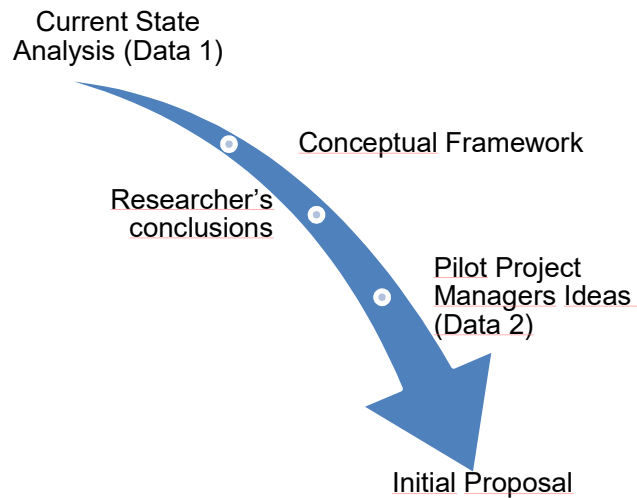 Current State
Analysis (Data 1)
Conceptual Framework
Researcher’s
conclusions
Pilot Project
Managers Ideas
(Data 2)
Initial Proposal